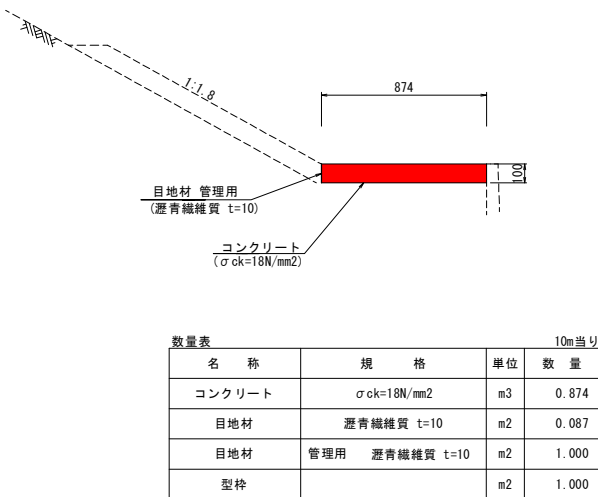 1:1.8
874
100
目地材 管理用
(瀝青繊維質 t=10)
コンクリート
(σck=18N/mm2)
数量表 10m当り
名 称 規 格 単位 数 量
コンクリート σck=18N/mm2 m3 0.874
目地材 瀝青繊維質 t=10 m2 0.087
目地材 管理用 瀝青繊維質 t=10 m2 1.000
型枠 m2 1.000